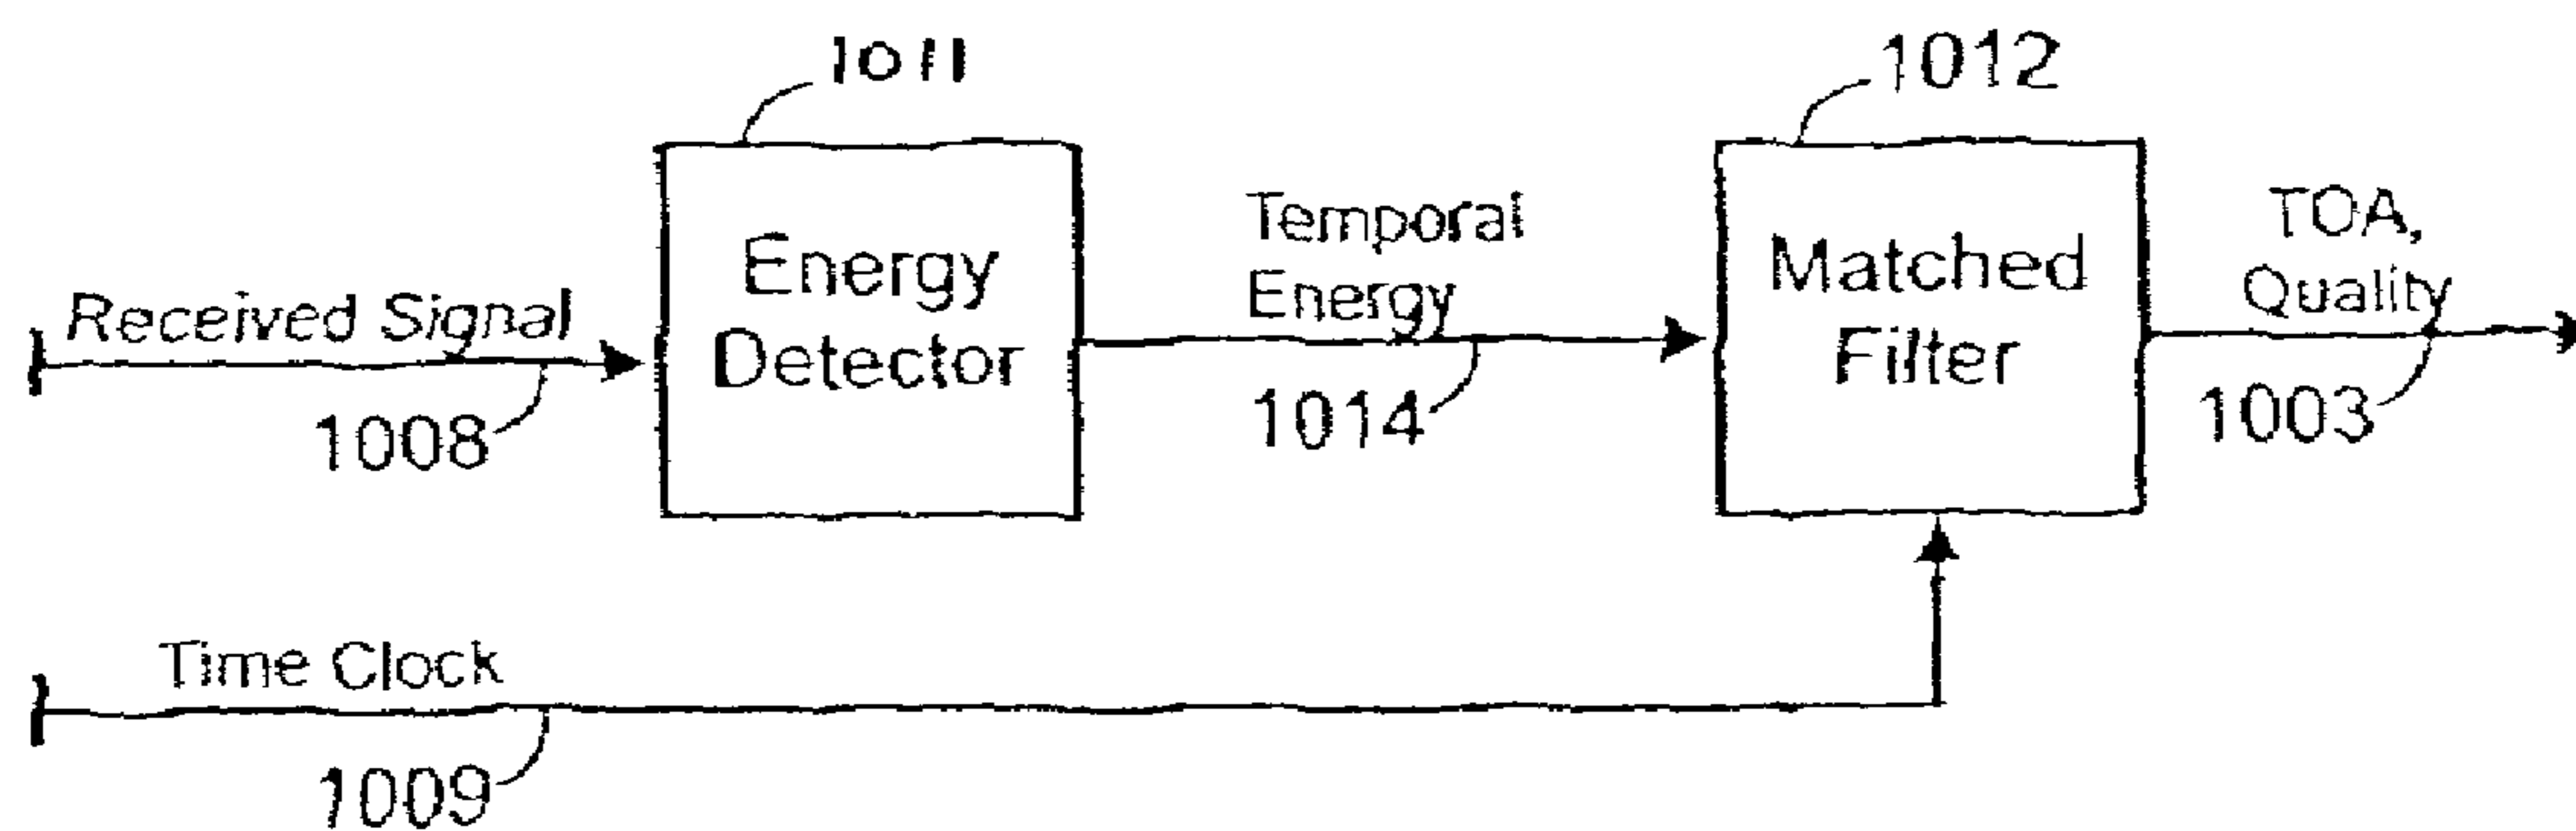 1011
1012
Received Signal
1008
Energy
Detector
Temporal
Energy
1014
Matched
Filter
TOA,
Quality
1003
Time Clock
1009